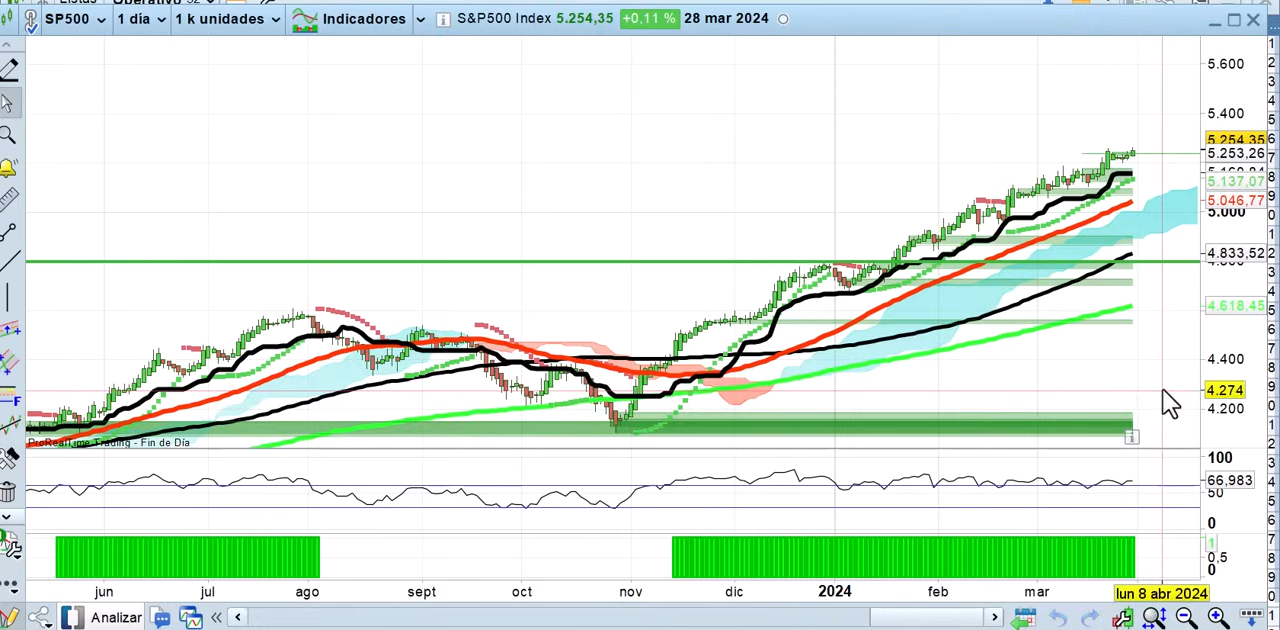 Listas
Operativo 52
SP500 1 día 1 k unidades Indicadores S&P500 Index 5.254,35 +0,11 % 28 mar 2024
5.600
5.400
5.254,35
5.253,26
5.137,07
5.046,77
5.000
4.833,52
4.618,45
4.400
4.274
4.200
ProRealTime Trading - Fin de Día
100
66,983
50
0
1
0,5
0
jun jul ago sept oct nov dic 2024 feb mar lun 8 abr 2024
Analizar
F